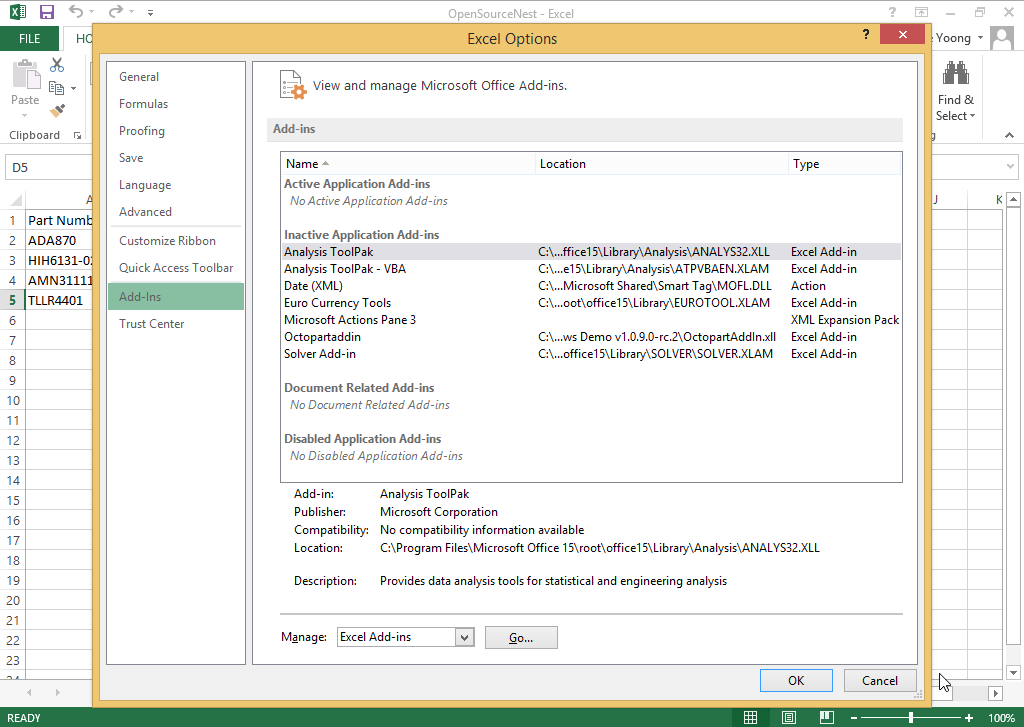 OpenSourceNest - Excel
?
FILE
HO
Excel Options
?
Yoong
Paste
Clipboard
Find &
Select
D5
A
J
K
1 Part Numb
2 ADA870
3 HIH6131-02
4 AMN31111
5 TLLR4401
6
7
8
9
10
11
12
13
14
15
16
17
18
19
20
21
22
23
24
General
Formulas
Proofing
Save
Language
Advanced
Customize Ribbon
Quick Access Toolbar
Add-Ins
Trust Center
View and manage Microsoft Office Add-ins.
Add-ins
Name Location Type
Active Application Add-ins
No Active Application Add-ins
Inactive Application Add-ins
Analysis ToolPak C:\...ffice15\Library\Analysis\ANALYS32.XLL Excel Add-in
Analysis ToolPak - VBA C:\...e15\Library\Analysis\ATPVBAEN.XLAM Excel Add-in
Date (XML) C:\...Microsoft Shared\Smart Tag\MOFL.DLL Action
Euro Currency Tools C:\...oot\office15\Library\EUROTOOL.XLAM Excel Add-in
Microsoft Actions Pane 3 XML Expansion Pack
Octopartaddin C:\...ws Demo v1.0.9.0-rc.2\OctopartAddIn.xll Excel Add-in
Solver Add-in C:\...office15\Library\SOLVER\SOLVER.XLAM Excel Add-in
Document Related Add-ins
No Document Related Add-ins
Disabled Application Add-ins
No Disabled Application Add-ins
Add-in: Analysis ToolPak
Publisher: Microsoft Corporation
Compatibility: No compatibility information available
Location: C:\Program Files\Microsoft Office 15\root\office15\Library\Analysis\ANALYS32.XLL
Description: Provides data analysis tools for statistical and engineering analysis
Manage: Excel Add-ins Go...
OK Cancel
READY
100%